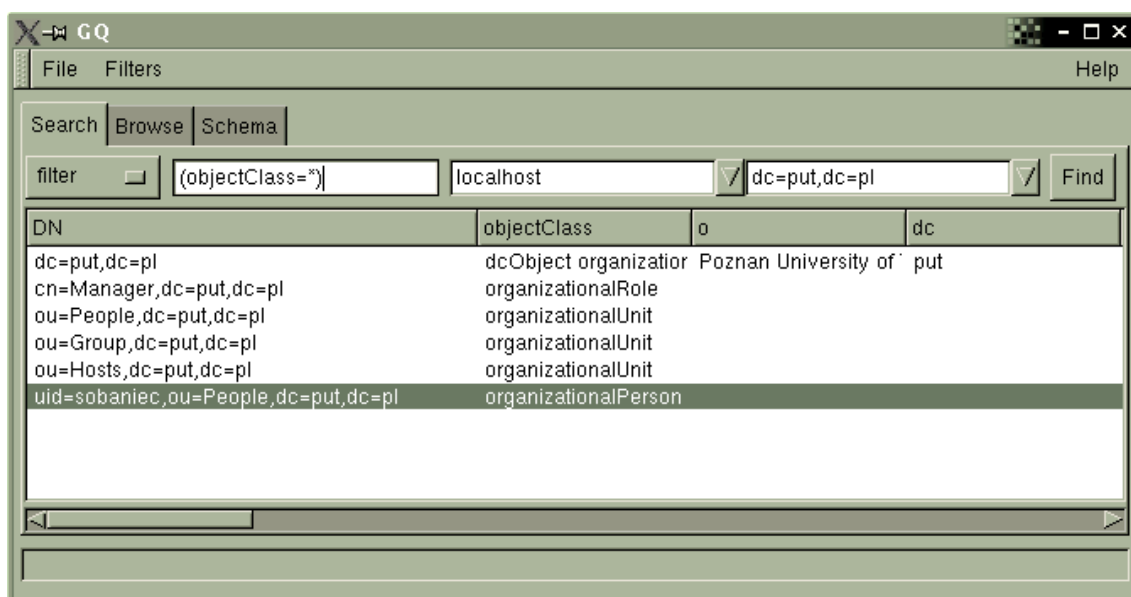 GQ
File Filters Help
Search Browse Schema
filter (objectClass=*) localhost dc=put,dc=pl Find
DN objectClass o dc
dc=put,dc=pl dcObject organization Poznan University of put
cn=Manager,dc=put,dc=pl organizationalRole
ou=People,dc=put,dc=pl organizationalUnit
ou=Group,dc=put,dc=pl organizationalUnit
ou=Hosts,dc=put,dc=pl organizationalUnit
uid=sobaniec,ou=People,dc=put,dc=pl organizationalPerson